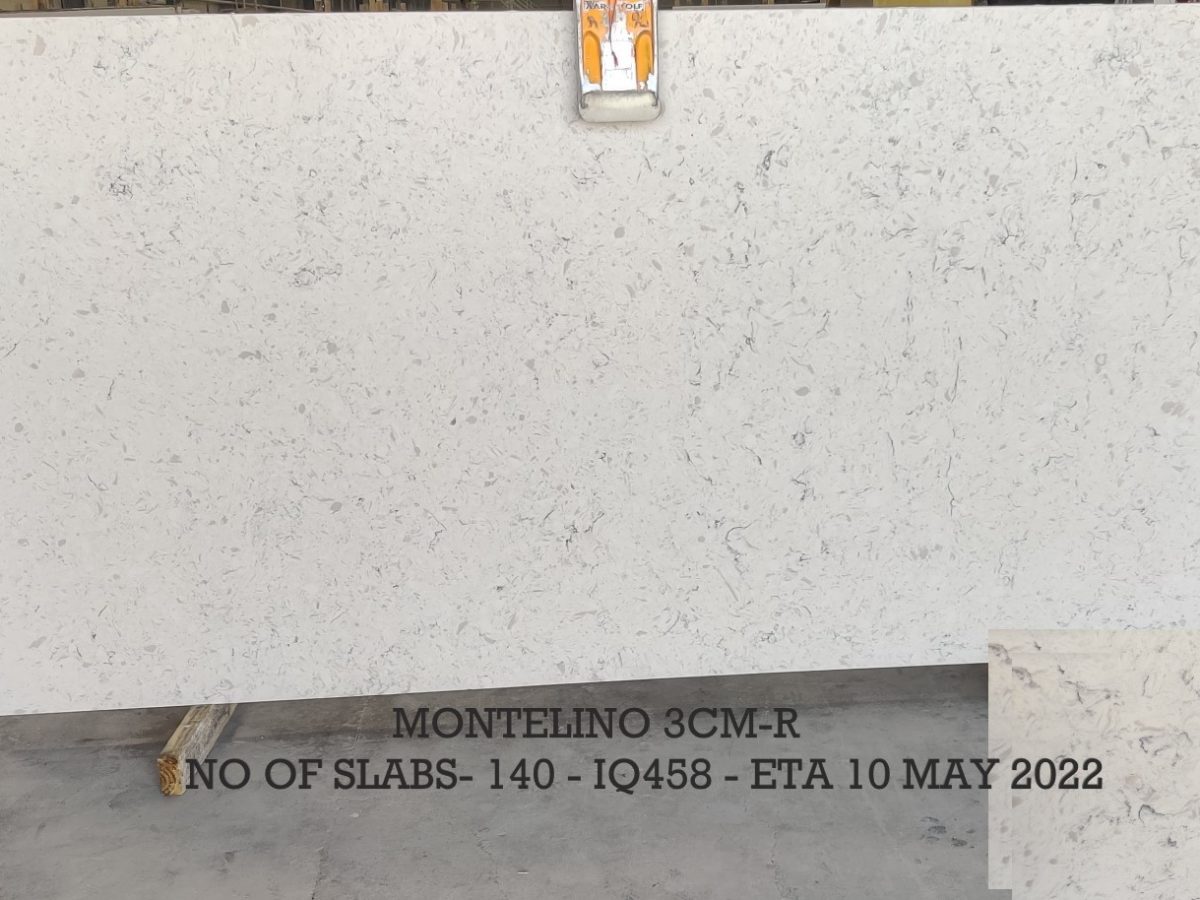 MONTELINO 3CM-R
NO OF SLABS- 140 - IQ458 - ETA 10 MAY 2022